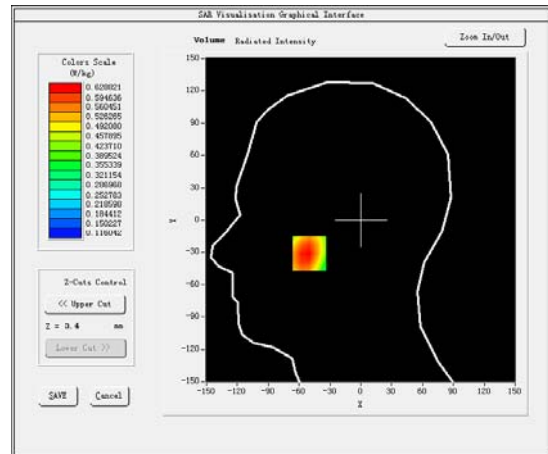 SAR Visualisation Graphical Interface
Volume Radiated Intensity
Zoom In/Out
Colors Scale
(W/kg)
0.628821
0.594636
0.560451
0.526265
0.492080
0.457895
0.423710
0.389524
0.355339
0.321154
0.286968
0.252783
0.218598
0.184412
0.150227
0.116042
150
120
90
60
30
0
-30
-60
-90
-120
-150
Y
-150 -120 -90 -60 -30 0 30 60 90 120 150
X
Z-Cuts Control
<< Upper Cut
Z = 3.4 mm
Lower Cut >>
SAVE
Cancel